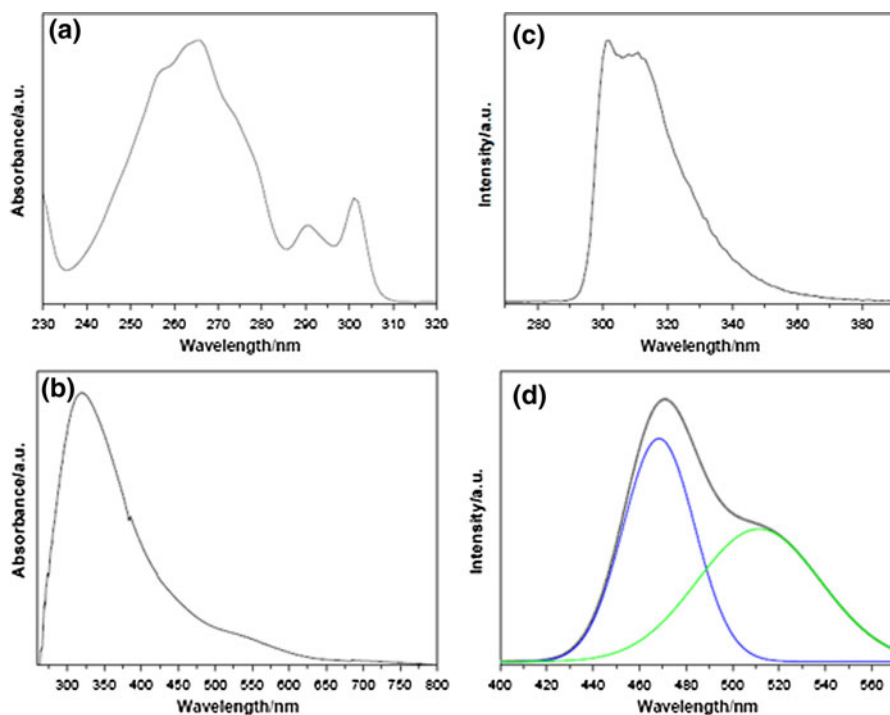 (a)
Absorbance/a.u.
230 240 250 260 270 280 290 300 310 320
Wavelength/nm
(c)
Intensity/a.u.
280 300 320 340 360 380
Wavelength/nm
(b)
Absorbance/a.u.
300 350 400 450 500 550 600 650 700 750 800
Wavelength/nm
(d)
Intensity/a.u.
400 420 440 460 480 500 520 540 560
Wavelength/nm